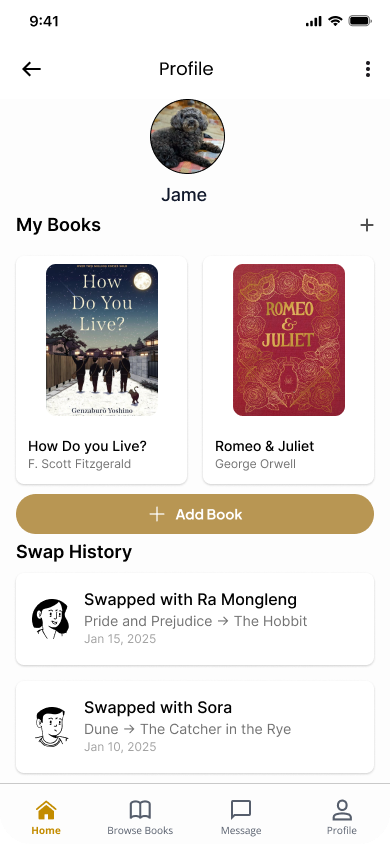 9:41
Profile
Jame
My Books
How
Do You
Live?
Genzaburō Yoshino
ROMEO
&
JULIET
How Do you Live?
F. Scott Fitzgerald
Romeo & Juliet
George Orwell
Add Book
Swap History
Swapped with Ra Mongleng
Pride and Prejudice → The Hobbit
Jan 15, 2025
Swapped with Sora
Dune → The Catcher in the Rye
Jan 10, 2025
Home
Browse Books
Message
Profile